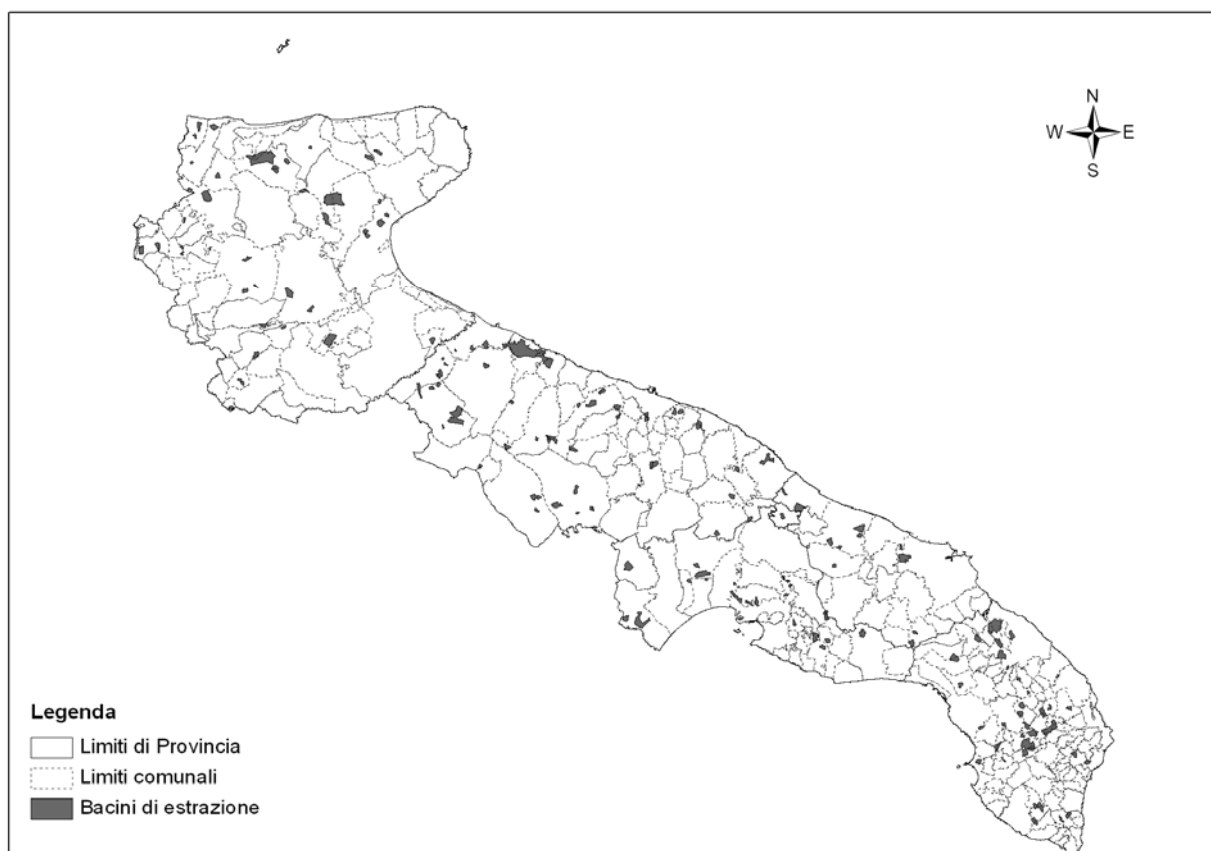 N
W E
S
Legenda
Limiti di Provincia
Limiti comunali
Bacini di estrazione